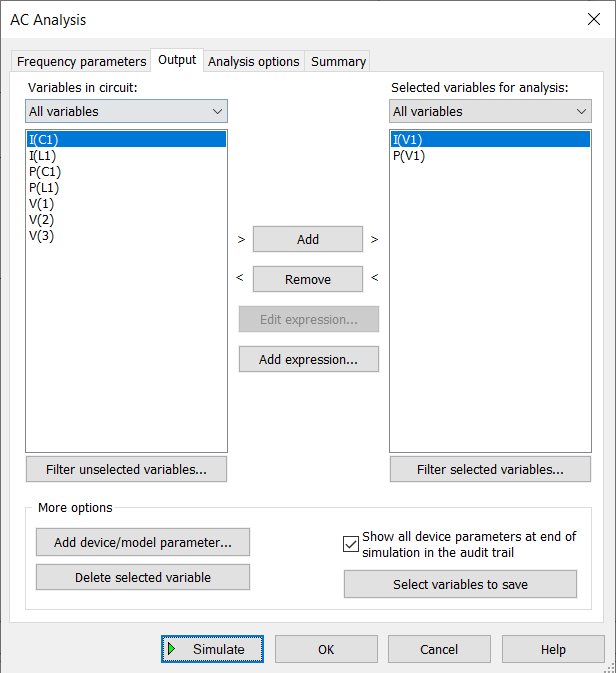 AC Analysis
Frequency parameters
Output
Analysis options
Summary
Variables in circuit:
All variables
I(C1)
I(L1)
P(C1)
P(L1)
V(1)
V(2)
V(3)
Filter unselected variables...
> Add >
< Remove <
Edit expression...
Add expression...
Selected variables for analysis:
All variables
I(V1)
P(V1)
Filter selected variables...
More options
Add device/model parameter...
Delete selected variable
Show all device parameters at end of
simulation in the audit trail
Select variables to save
Simulate
OK
Cancel
Help